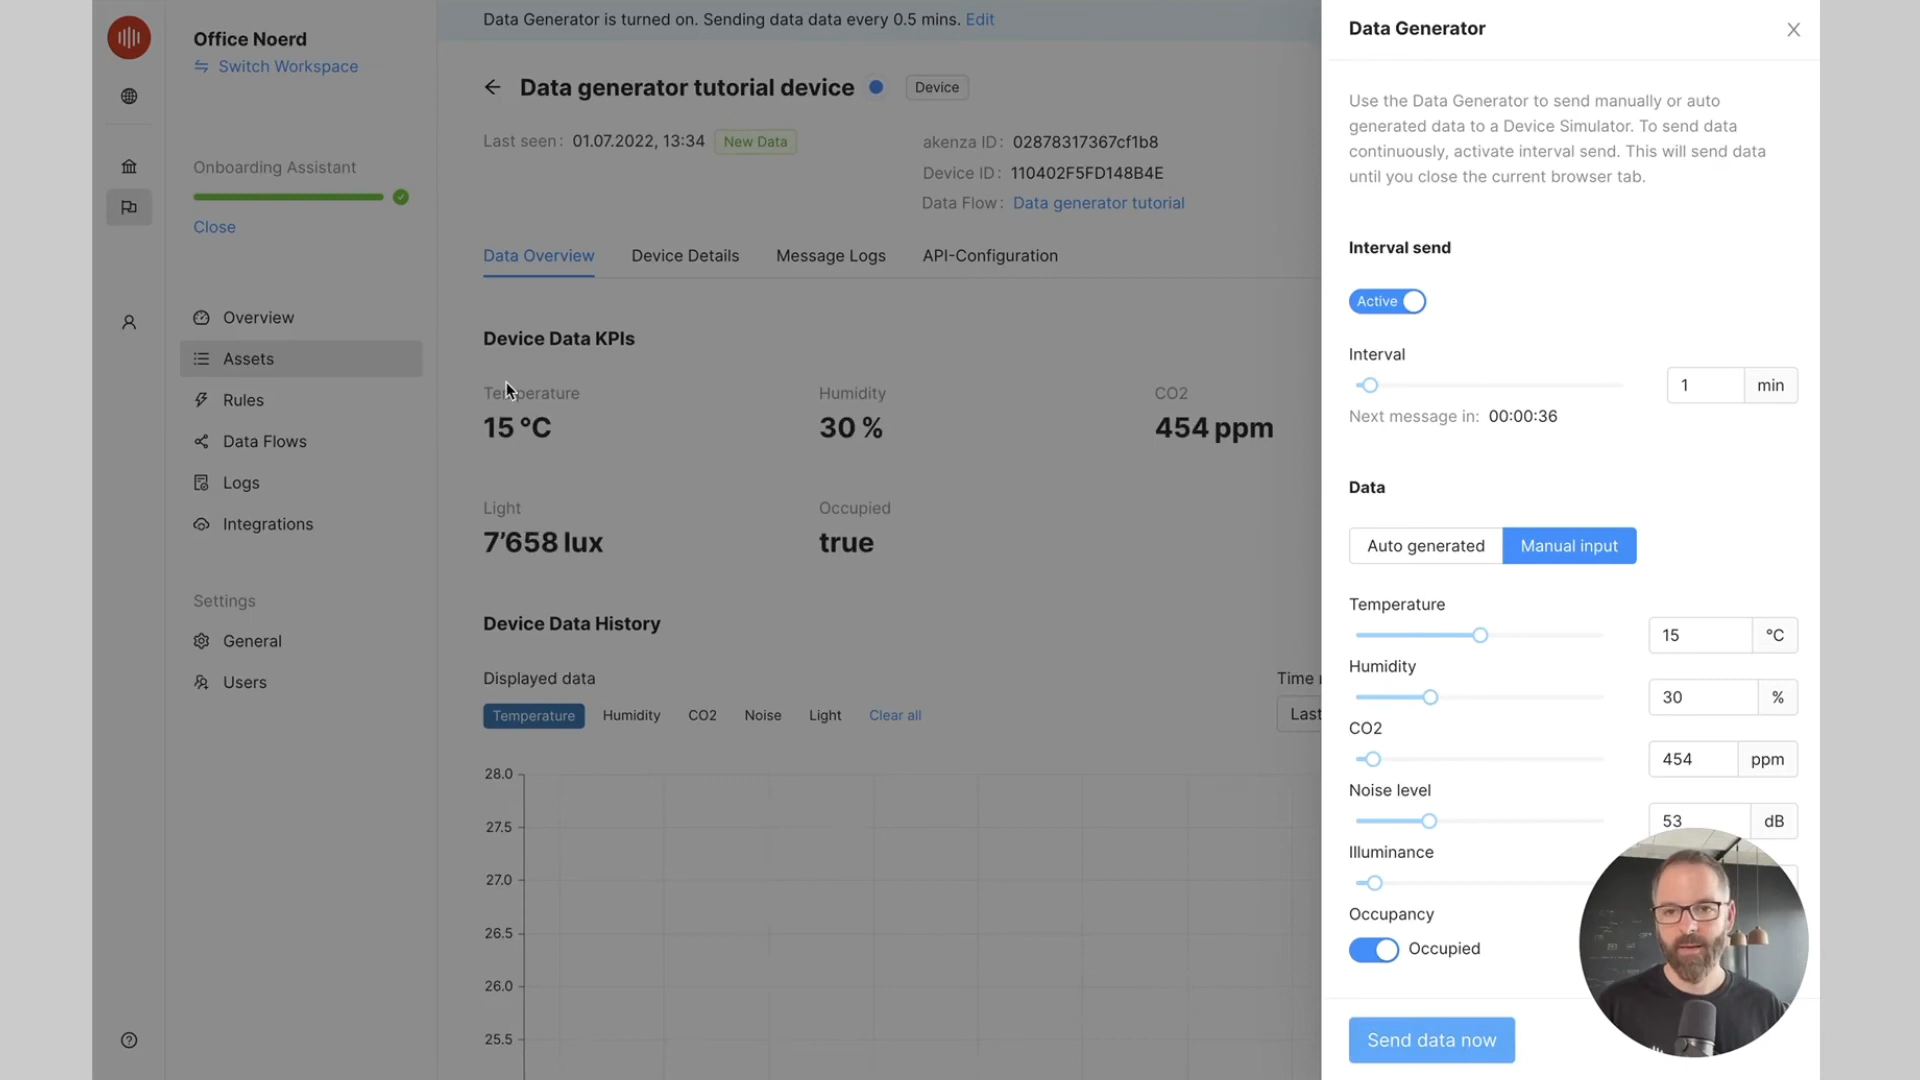 Office Noerd
Switch Workspace
Onboarding Assistant
Close
Overview
Assets
Rules
Data Flows
Logs
Integrations
Settings
General
Users
Data Generator is turned on. Sending data data every 0.5 mins. Edit
Data generator tutorial device
Device
Last seen: 01.07.2022, 13:34 New Data
akenza ID: 02878317367cf1b8
Device ID: 110402F5FD148B4E
Data Flow: Data generator tutorial
Data Overview Device Details Message Logs API-Configuration
Device Data KPIs
Temperature Humidity CO2
15 °C 30 % 454 ppm
Light Occupied
7’658 lux true
Device Data History
Displayed data Time
Temperature Humidity CO2 Noise Light Clear all Last
28.0
27.5
27.0
26.5
26.0
25.5
Data Generator
Use the Data Generator to send manually or auto
generated data to a Device Simulator. To send data
continuously, activate interval send. This will send data
until you close the current browser tab.
Interval send
Active
Interval
1 min
Next message in: 00:00:36
Data
Auto generated Manual input
Temperature
15 °C
Humidity
30 %
CO2
454 ppm
Noise level
53 dB
Illuminance
Occupancy
Occupied
Send data now